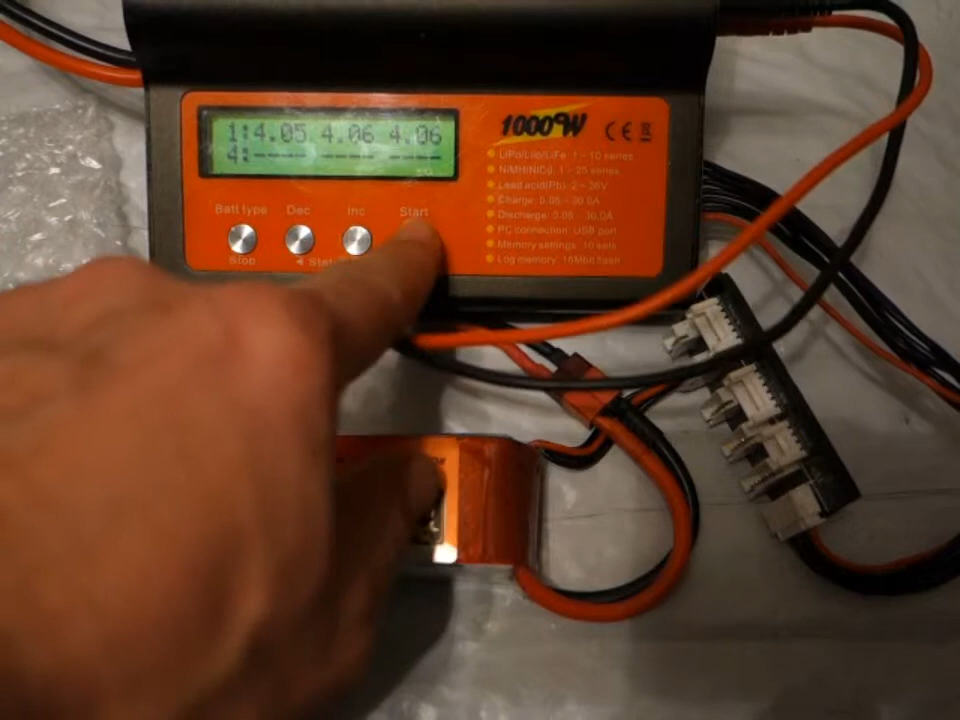 1:4.05 4.06 4.06
4:-.-- -.-- -.--
1000W CE
LiPo/LiIo/LiFe: 1 ~ 10 series
NiMH/NiCd: 1 ~ 25 series
Lead acid(Pb): 2 ~ 36V
Charge: 0.05 ~ 30.0A
Discharge: 0.05 ~ 30.0A
PC connection: USB port
Memory settings: 10 sets
Log memory: 16Mbit flash
Batt type Dec Inc Start
Stop